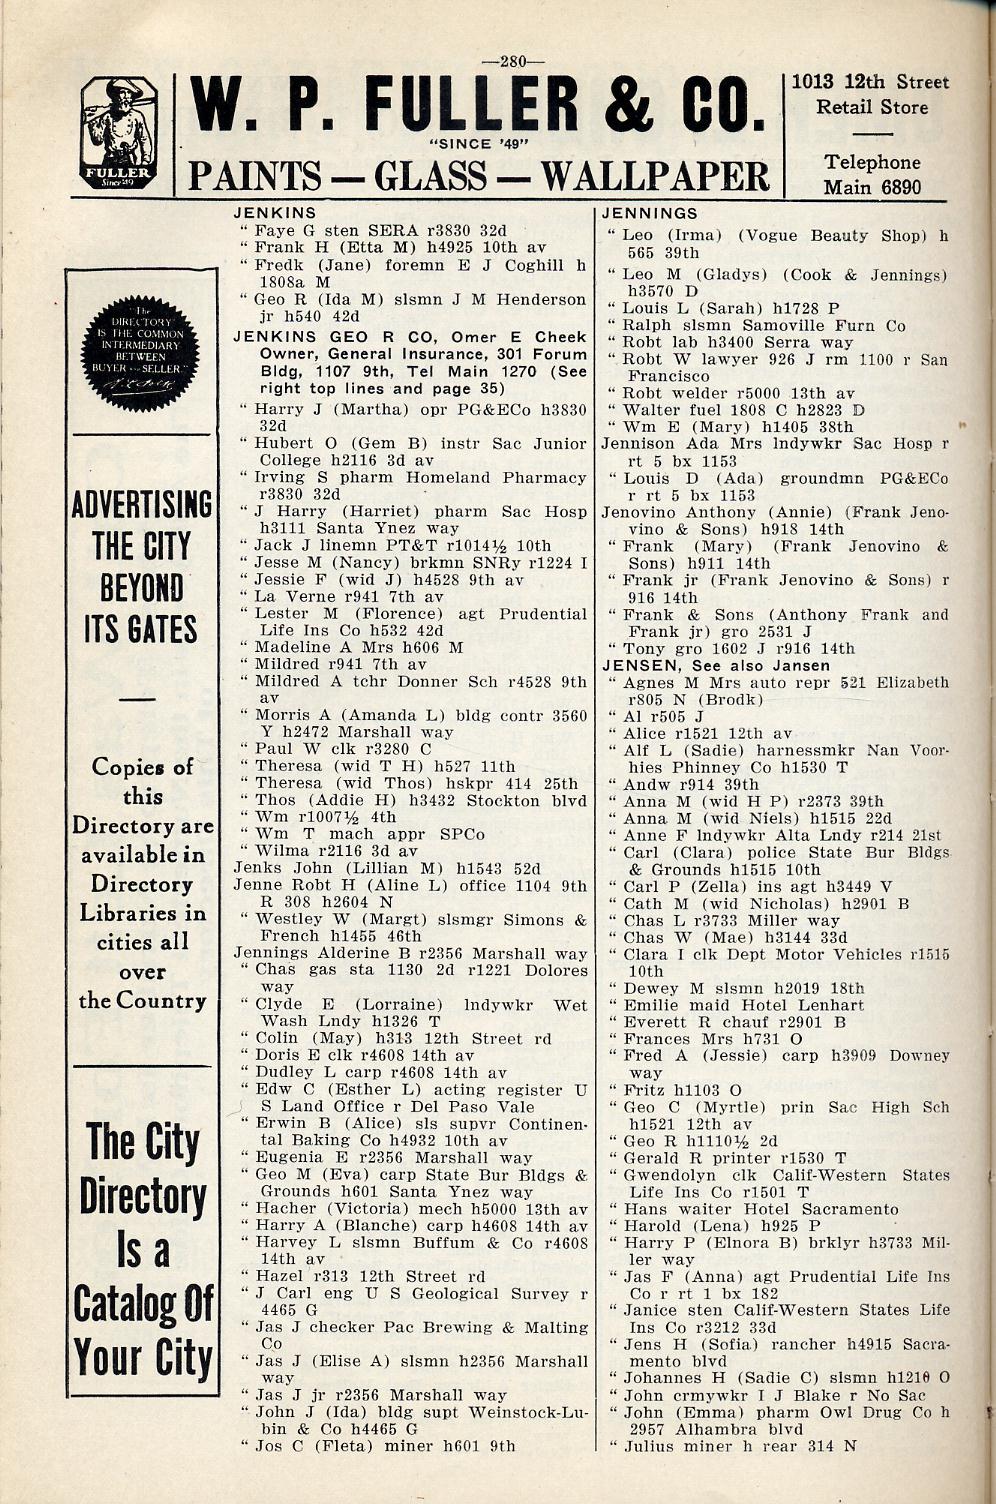 —280—
FULLER
Since '49
W. P. FULLER & CO.
"SINCE '49"
PAINTS — GLASS — WALLPAPER
1013 12th Street
Retail Store
Telephone
Main 6890
The
DIRECTORY
IS THE COMMON
INTERMEDIARY
BETWEEN
BUYER AND SELLER
ADVERTISING
THE CITY
BEYOND
ITS GATES
Copies of
this
Directory are
available in
Directory
Libraries in
cities all
over
the Country
The City
Directory
Is a
Catalog Of
Your City
JENKINS
" Faye G sten SERA r3830 32d
" Frank H (Etta M) h4925 10th av
" Fredk (Jane) foremn E J Coghill h
1808a M
" Geo R (Ida M) slsmn J M Henderson
jr h540 42d
JENKINS GEO R CO, Omer E Cheek
Owner, General Insurance, 301 Forum
Bldg, 1107 9th, Tel Main 1270 (See
right top lines and page 35)
" Harry J (Martha) opr PG&ECo h3830
32d
" Hubert O (Gem B) instr Sac Junior
College h2116 3d av
" Irving S pharm Homeland Pharmacy
r3830 32d
" J Harry (Harriet) pharm Sac Hosp
h3111 Santa Ynez way
" Jack J linemn PT&T r1014½ 10th
" Jesse M (Nancy) brkmn SNRy r1224 I
" Jessie F (wid J) h4528 9th av
" La Verne r941 7th av
" Lester M (Florence) agt Prudential
Life Ins Co h532 42d
" Madeline A Mrs h606 M
" Mildred r941 7th av
" Mildred A tchr Donner Sch r4528 9th
av
" Morris A (Amanda L) bldg contr 3560
Y h2472 Marshall way
" Paul W clk r3280 C
" Theresa (wid T H) h527 11th
" Theresa (wid Thos) hskpr 414 25th
" Thos (Addie H) h3432 Stockton blvd
" Wm r1007½ 4th
" Wm T mach appr SPCo
" Wilma r2116 3d av
Jenks John (Lillian M) h1543 52d
Jenne Robt H (Aline L) office 1104 9th
R 308 h2604 N
" Westley W (Margt) slsmgr Simons &
French h1455 46th
Jennings Alderine B r2356 Marshall way
" Chas gas sta 1130 2d r1221 Dolores
way
" Clyde E (Lorraine) lndywkr Wet
Wash Lndy h1326 T
" Colin (May) h313 12th Street rd
" Doris E clk r4608 14th av
" Dudley L carp r4608 14th av
" Edw C (Esther L) acting register U
S Land Office r Del Paso Vale
" Erwin B (Alice) sls supvr Continen-
tal Baking Co h4932 10th av
" Eugenia E r2356 Marshall way
" Geo M (Eva) carp State Bur Bldgs &
Grounds h601 Santa Ynez way
" Hacher (Victoria) mech h5000 13th av
" Harry A (Blanche) carp h4608 14th av
" Harvey L slsmn Buffum & Co r4608
14th av
" Hazel r313 12th Street rd
" J Carl eng U S Geological Survey r
4465 G
" Jas J checker Pac Brewing & Malting
Co
" Jas J (Elise A) slsmn h2356 Marshall
way
" Jas J jr r2356 Marshall way
" John J (Ida) bldg supt Weinstock-Lu-
bin & Co h4465 G
" Jos C (Fleta) miner h601 9th
JENNINGS
" Leo (Irma) (Vogue Beauty Shop) h
565 39th
" Leo M (Gladys) (Cook & Jennings)
h3570 D
" Louis L (Sarah) h1728 P
" Ralph slsmn Samoville Furn Co
" Robt lab h3400 Serra way
" Robt W lawyer 926 J rm 1100 r San
Francisco
" Robt welder r5000 13th av
" Walter fuel 1808 C h2823 D
" Wm E (Mary) h1405 38th
Jennison Ada Mrs lndywkr Sac Hosp r
rt 5 bx 1153
" Louis D (Ada) groundmn PG&ECo
r rt 5 bx 1153
Jenovino Anthony (Annie) (Frank Jeno-
vino & Sons) h918 14th
" Frank (Mary) (Frank Jenovino &
Sons) h911 14th
" Frank jr (Frank Jenovino & Sons) r
916 14th
" Frank & Sons (Anthony Frank and
Frank jr) gro 2531 J
" Tony gro 1602 J r916 14th
JENSEN, See also Jansen
" Agnes M Mrs auto repr 521 Elizabeth
r805 N (Brodk)
" Al r505 J
" Alice r1521 12th av
" Alf L (Sadie) harnessmkr Nan Voor-
hies Phinney Co h1530 T
" Andw r914 39th
" Anna M (wid H P) r2373 39th
" Anna M (wid Niels) h1515 22d
" Anne F lndywkr Alta Lndy r214 21st
" Carl (Clara) police State Bur Bldgs
& Grounds h1515 10th
" Carl P (Zella) ins agt h3449 V
" Cath M (wid Nicholas) h2901 B
" Chas L r3733 Miller way
" Chas W (Mae) h3144 33d
" Clara I clk Dept Motor Vehicles r1515
10th
" Dewey M slsmn h2019 18th
" Emilie maid Hotel Lenhart
" Everett R chauf r2901 B
" Frances Mrs h731 O
" Fred A (Jessie) carp h3909 Downey
way
" Fritz h1103 O
" Geo C (Myrtle) prin Sac High Sch
h1521 12th av
" Geo R h1110½ 2d
" Gerald R printer r1530 T
" Gwendolyn clk Calif-Western States
Life Ins Co r1501 T
" Hans waiter Hotel Sacramento
" Harold (Lena) h925 P
" Harry P (Elnora B) brklyr h3733 Mil-
ler way
" Jas F (Anna) agt Prudential Life Ins
Co r rt 1 bx 182
" Janice sten Calif-Western States Life
Ins Co r3212 33d
" Jens H (Sofia) rancher h4915 Sacra-
mento blvd
" Johannes H (Sadie C) slsmn h1210 O
" John crmywkr I J Blake r No Sac
" John (Emma) pharm Owl Drug Co h
2957 Alhambra blvd
" Julius miner h rear 314 N